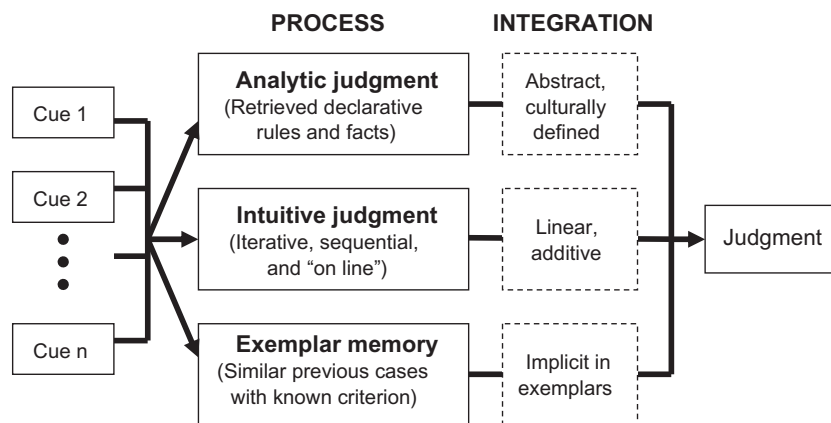 PROCESS INTEGRATION
Cue 1
Cue 2
Cue n
Analytic judgment
(Retrieved declarative
rules and facts)
Abstract,
culturally
defined
Intuitive judgment
(Iterative, sequential,
and “on line”)
Linear,
additive
Exemplar memory
(Similar previous cases
with known criterion)
Implicit in
exemplars
Judgment